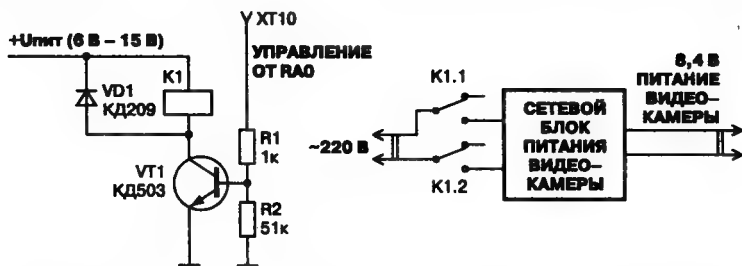 ХТ10
+Uпит (6 В – 15 В)
УПРАВЛЕНИЕ
ОТ RA0
K1
VD1
КД209
R1
1к
VT1
КД503
R2
51к
8,4 В
ПИТАНИЕ
ВИДЕО–
КАМЕРЫ
K1.1
~220 В
K1.2
СЕТЕВОЙ
БЛОК
ПИТАНИЯ
ВИДЕО–
КАМЕРЫ